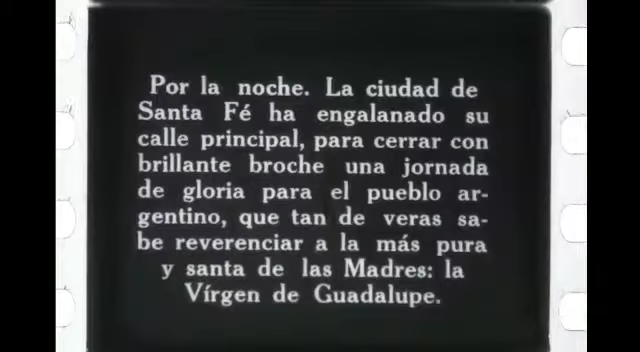 Por la noche. La ciudad de
Santa Fé ha engalanado su
calle principal, para cerrar con
brillante broche una jornada
de gloria para el pueblo ar-
gentino, que tan de veras sa-
be reverenciar a la más pura
y santa de las Madres: la
Vírgen de Guadalupe.